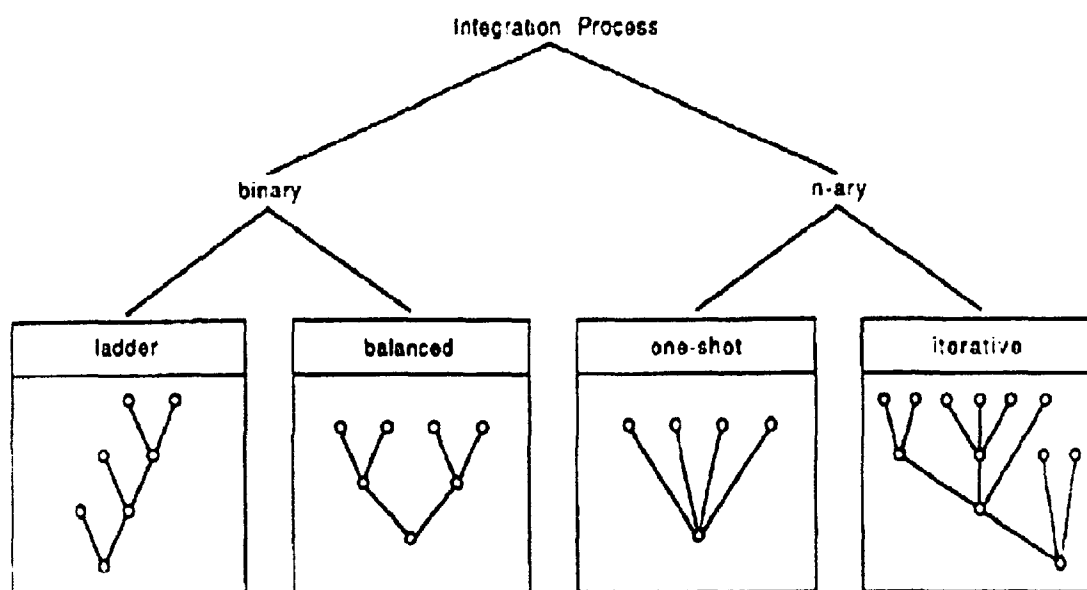 Integration Process
binary
n-ary
ladder
balanced
one-shot
iterative